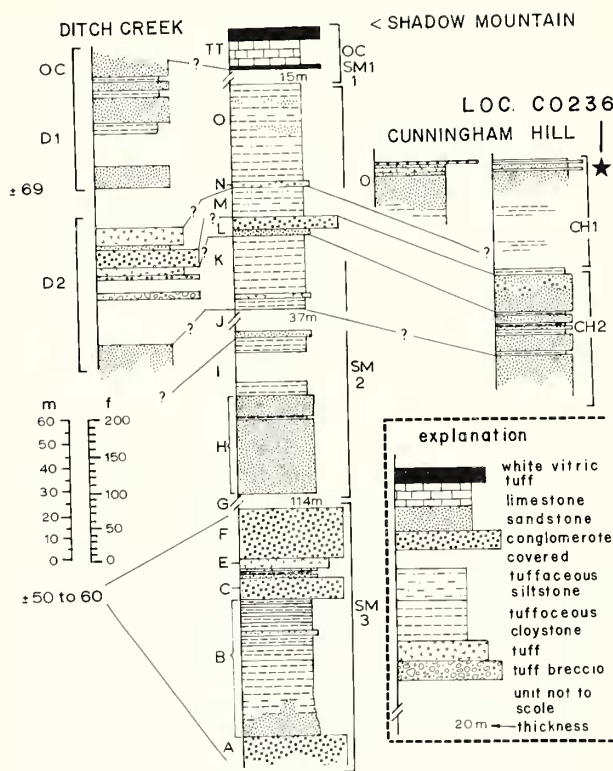 DITCH CREEK
< SHADOW MOUNTAIN
LOC. CO236
CUNNINGHAM HILL
OC
D1
± 69
D2
?
?
?
?
?
?
TT
15m
O
N
M
L
K
J
37m
I
H
G
114m
F
E
C
B
A
OC
SM1
1
SM
2
SM
3
O
?
?
CH1
CH2
m f
60 200
50
40 150
30 100
20
10 50
0 0
±50 to 60
explanation
white vitric
tuff
limestone
sandstone
conglomerate
covered
tuffaceous
siltstone
tuffaceous
claystone
tuff
tuff breccia
unit not to
scale
20m
thickness